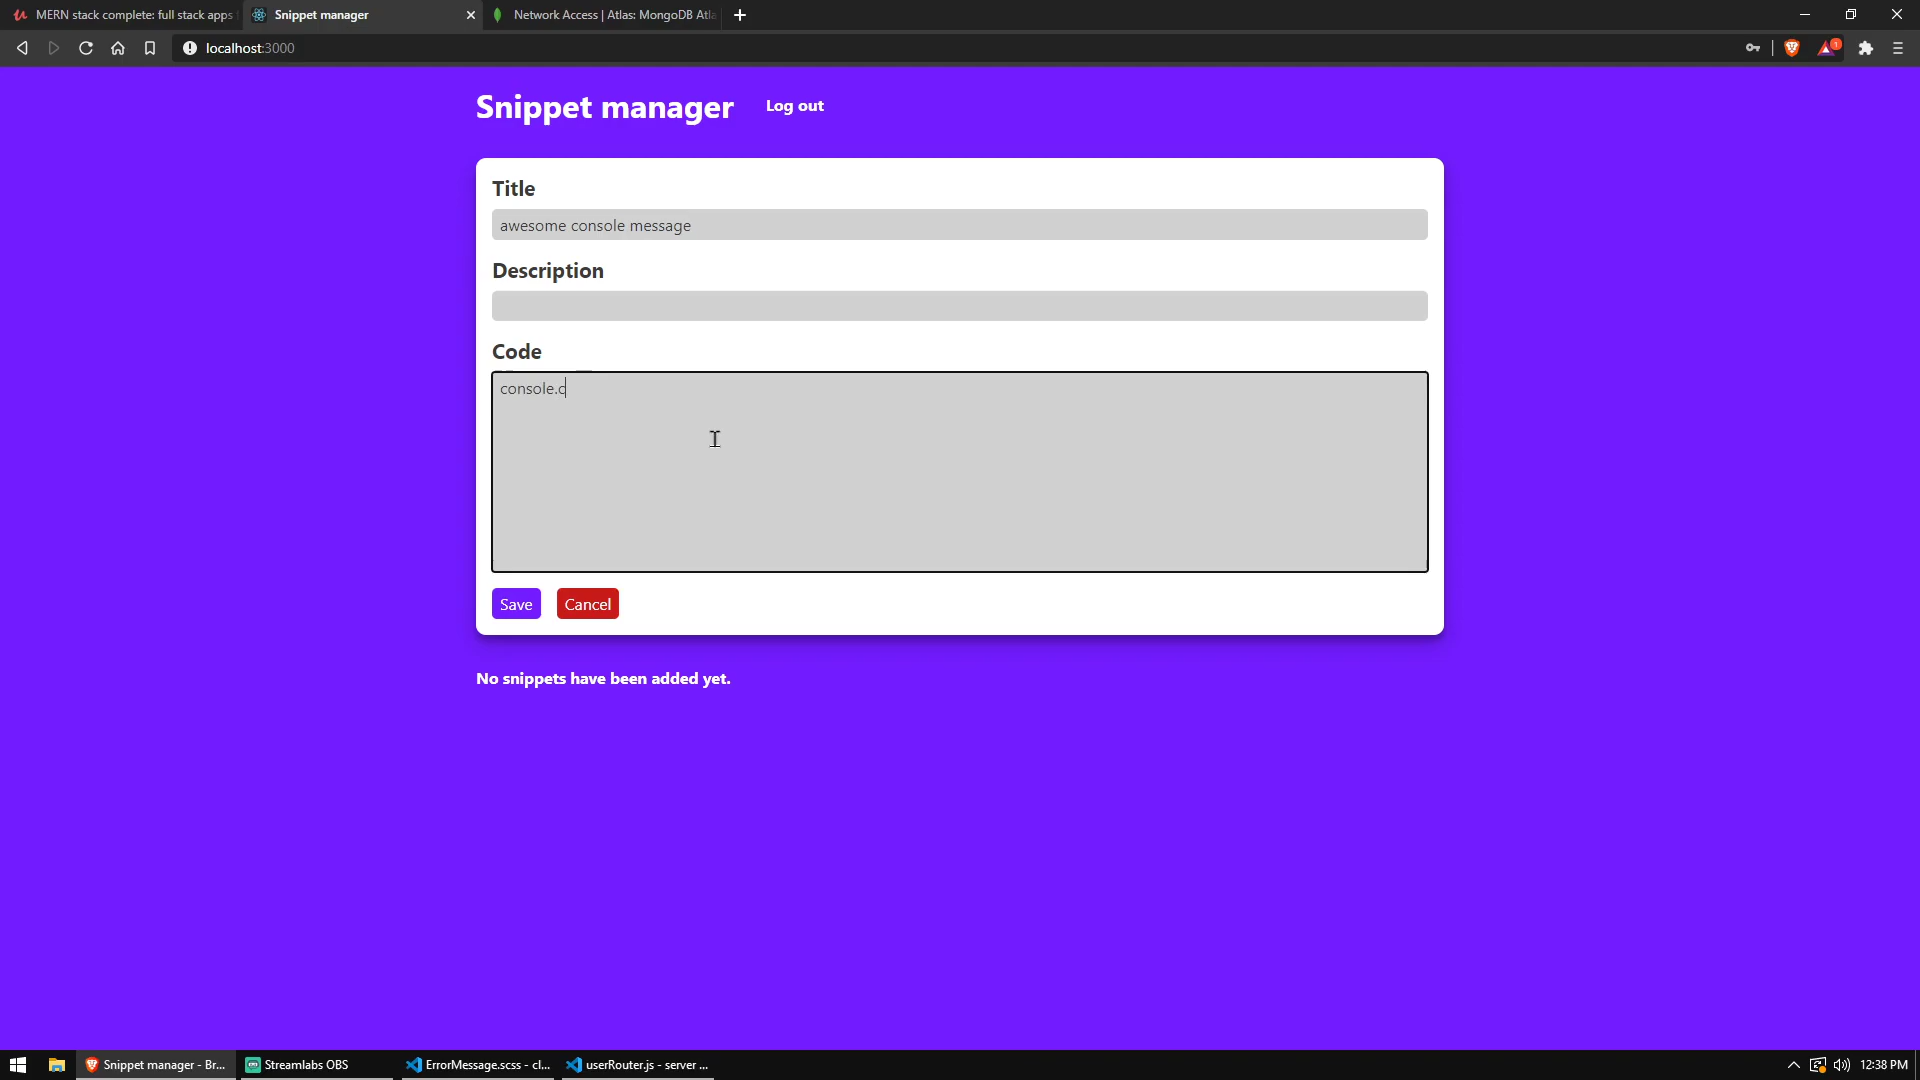 MERN stack complete: full stack apps
Snippet manager
Network Access | Atlas: MongoDB Atla
localhost:3000
1
Snippet manager
Log out
Title
awesome console message
Description
Code
console.c
Save
Cancel
No snippets have been added yet.
Snippet manager - Br...
Streamlabs OBS
ErrorMessage.scss - cl...
userRouter.js - server ...
12:38 PM